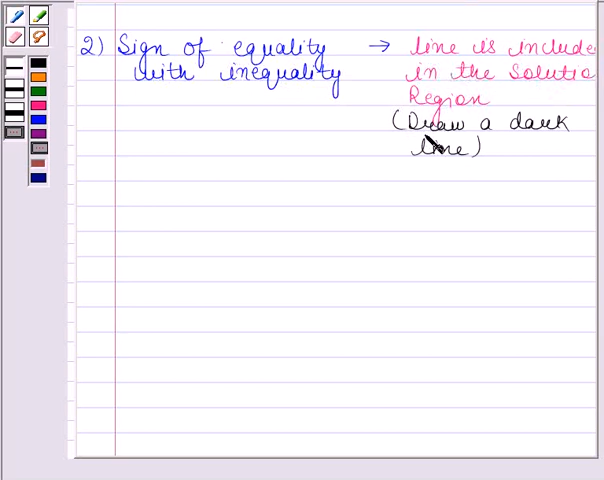 2) Sign of equality → line is include
with inequality in the Solutio
Region
(Draw a dark
line)